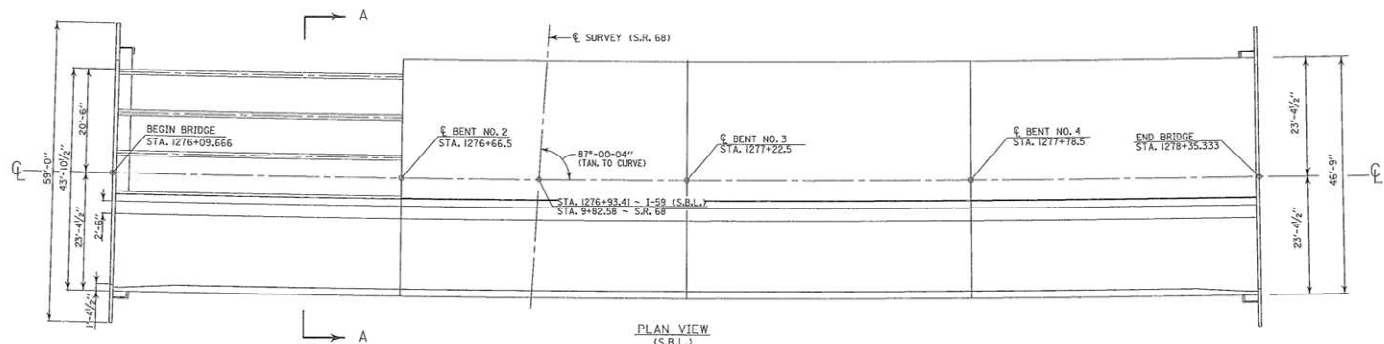 A
℄ SURVEY (S.R. 68)
BEGIN BRIDGE
STA. 1276+09.666
℄ BENT NO. 2
STA. 1276+66.5
87°-00-04"
(TAN. TO CURVE)
℄ BENT NO. 3
STA. 1277+22.5
℄ BENT NO. 4
STA. 1277+78.5
END BRIDGE
STA. 1278+35.333
℄
℄
59'-0"
43'-10½"
20'-6"
23'-4½"
2'-6"
1'-4½"
23'-4½"
23'-4½"
46'-9"
STA. 1276+93.41 ~ I-59 (S.B.L.)
STA. 9+82.58 ~ S.R. 68
A
PLAN VIEW
(S.B.L.)